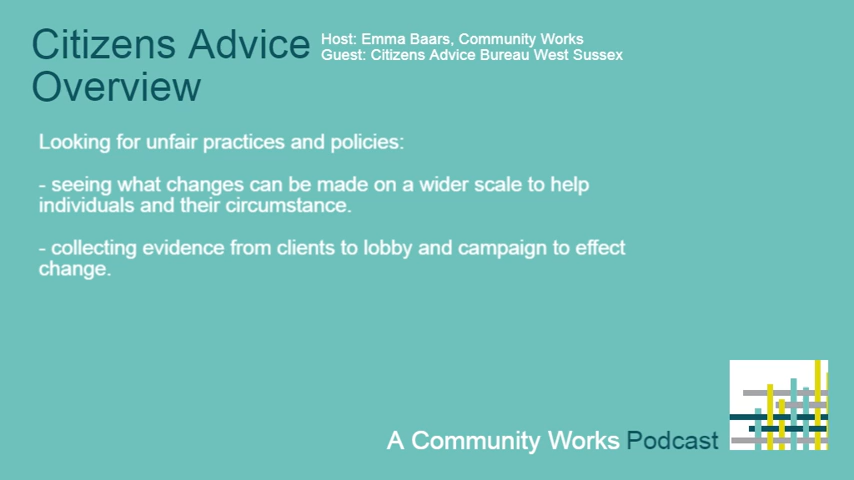 Citizens Advice
Overview
Host: Emma Baars, Community Works
Guest: Citizens Advice Bureau West Sussex
Looking for unfair practices and policies:
- seeing what changes can be made on a wider scale to help
individuals and their circumstance.
- collecting evidence from clients to lobby and campaign to effect
change.
A Community Works Podcast